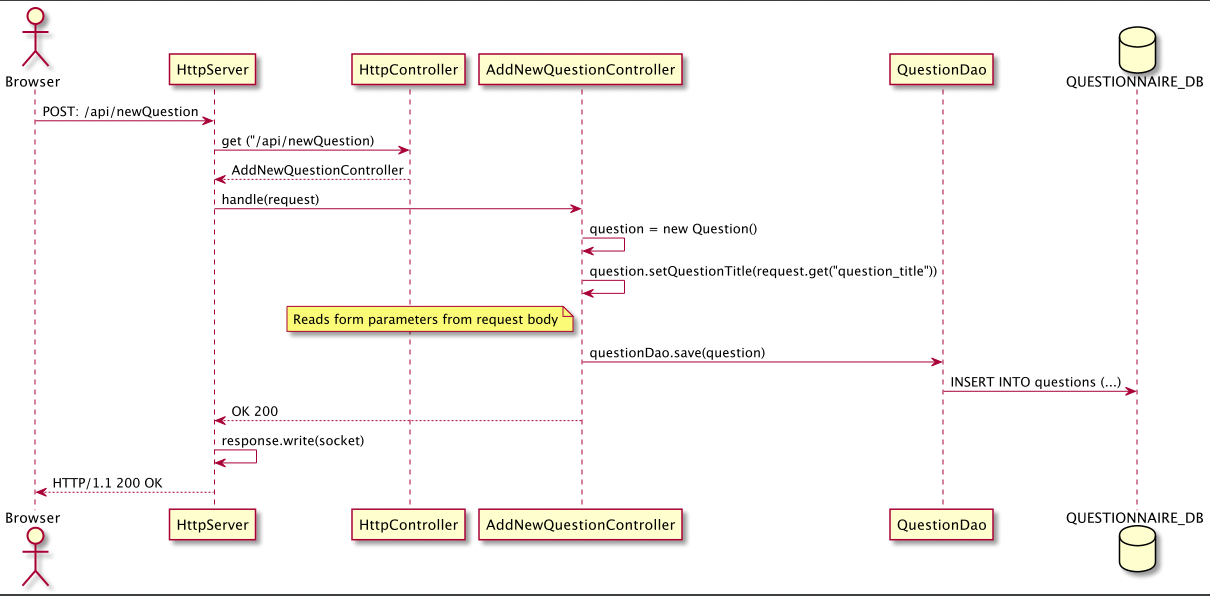 Browser
HttpServer
HttpController
AddNewQuestionController
QuestionDao
QUESTIONNAIRE_DB
POST: /api/newQuestion
get ("/api/newQuestion)
AddNewQuestionController
handle(request)
question = new Question()
question.setQuestionTitle(request.get("question_title"))
Reads form parameters from request body
questionDao.save(question)
INSERT INTO questions (...)
OK 200
response.write(socket)
HTTP/1.1 200 OK
Browser
HttpServer
HttpController
AddNewQuestionController
QuestionDao
QUESTIONNAIRE_DB